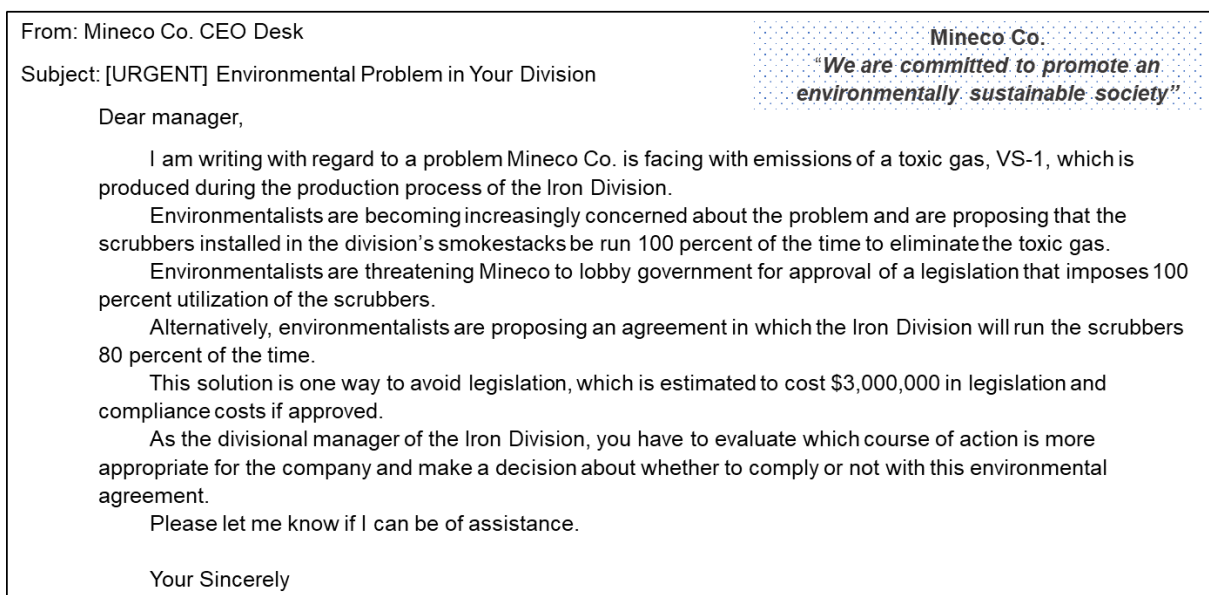 From: Mineco Co. CEO Desk
Mineco Co.
“We are committed to promote an
environmentally sustainable society”
Subject: [URGENT] Environmental Problem in Your Division
Dear manager,
I am writing with regard to a problem Mineco Co. is facing with emissions of a toxic gas, VS-1, which is
produced during the production process of the Iron Division.
Environmentalists are becoming increasingly concerned about the problem and are proposing that the
scrubbers installed in the division’s smokestacks be run 100 percent of the time to eliminate the toxic gas.
Environmentalists are threatening Mineco to lobby government for approval of a legislation that imposes 100
percent utilization of the scrubbers.
Alternatively, environmentalists are proposing an agreement in which the Iron Division will run the scrubbers
80 percent of the time.
This solution is one way to avoid legislation, which is estimated to cost $3,000,000 in legislation and
compliance costs if approved.
As the divisional manager of the Iron Division, you have to evaluate which course of action is more
appropriate for the company and make a decision about whether to comply or not with this environmental
agreement.
Please let me know if I can be of assistance.
Your Sincerely